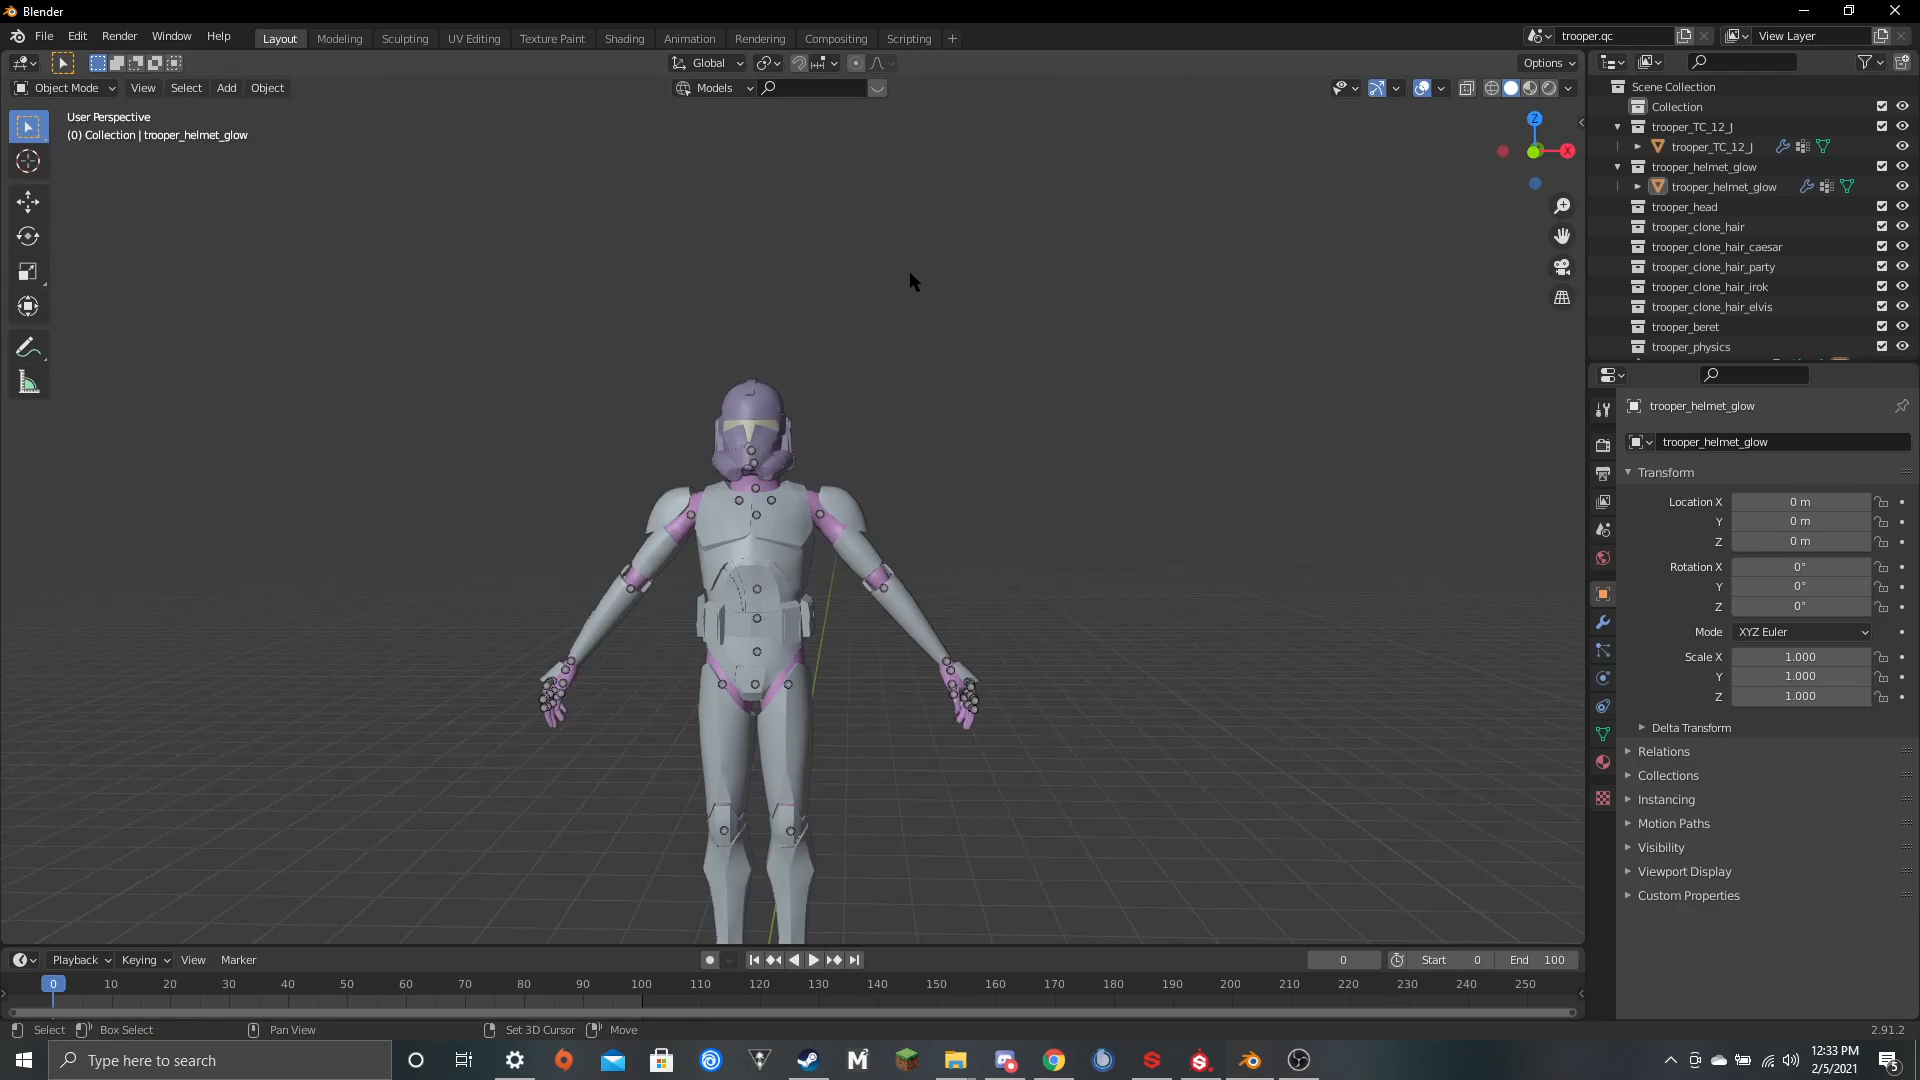 Blender
File Edit Render Window Help Layout Modeling Sculpting UV Editing Texture Paint Shading Animation Rendering Compositing Scripting + trooper.qc View Layer
Global Options
Object Mode View Select Add Object Models
User Perspective
(0) Collection | trooper_helmet_glow
Z
X
Scene Collection
Collection
trooper_TC_12_J
trooper_TC_12_J
trooper_helmet_glow
trooper_helmet_glow
trooper_head
trooper_clone_hair
trooper_clone_hair_caesar
trooper_clone_hair_party
trooper_clone_hair_irok
trooper_clone_hair_elvis
trooper_beret
trooper_physics
trooper_helmet_glow
trooper_helmet_glow
Transform
Location X 0 m
Y 0 m
Z 0 m
Rotation X 0°
Y 0°
Z 0°
Mode XYZ Euler
Scale X 1.000
Y 1.000
Z 1.000
Delta Transform
Relations
Collections
Instancing
Motion Paths
Visibility
Viewport Display
Custom Properties
Playback Keying View Marker 0 Start 0 End 100
0 10 20 30 40 50 60 70 80 90 100 110 120 130 140 150 160 170 180 190 200 210 220 230 240 250
Select Box Select Pan View Set 3D Cursor Move 2.91.2
Type here to search
12:33 PM
2/5/2021
5